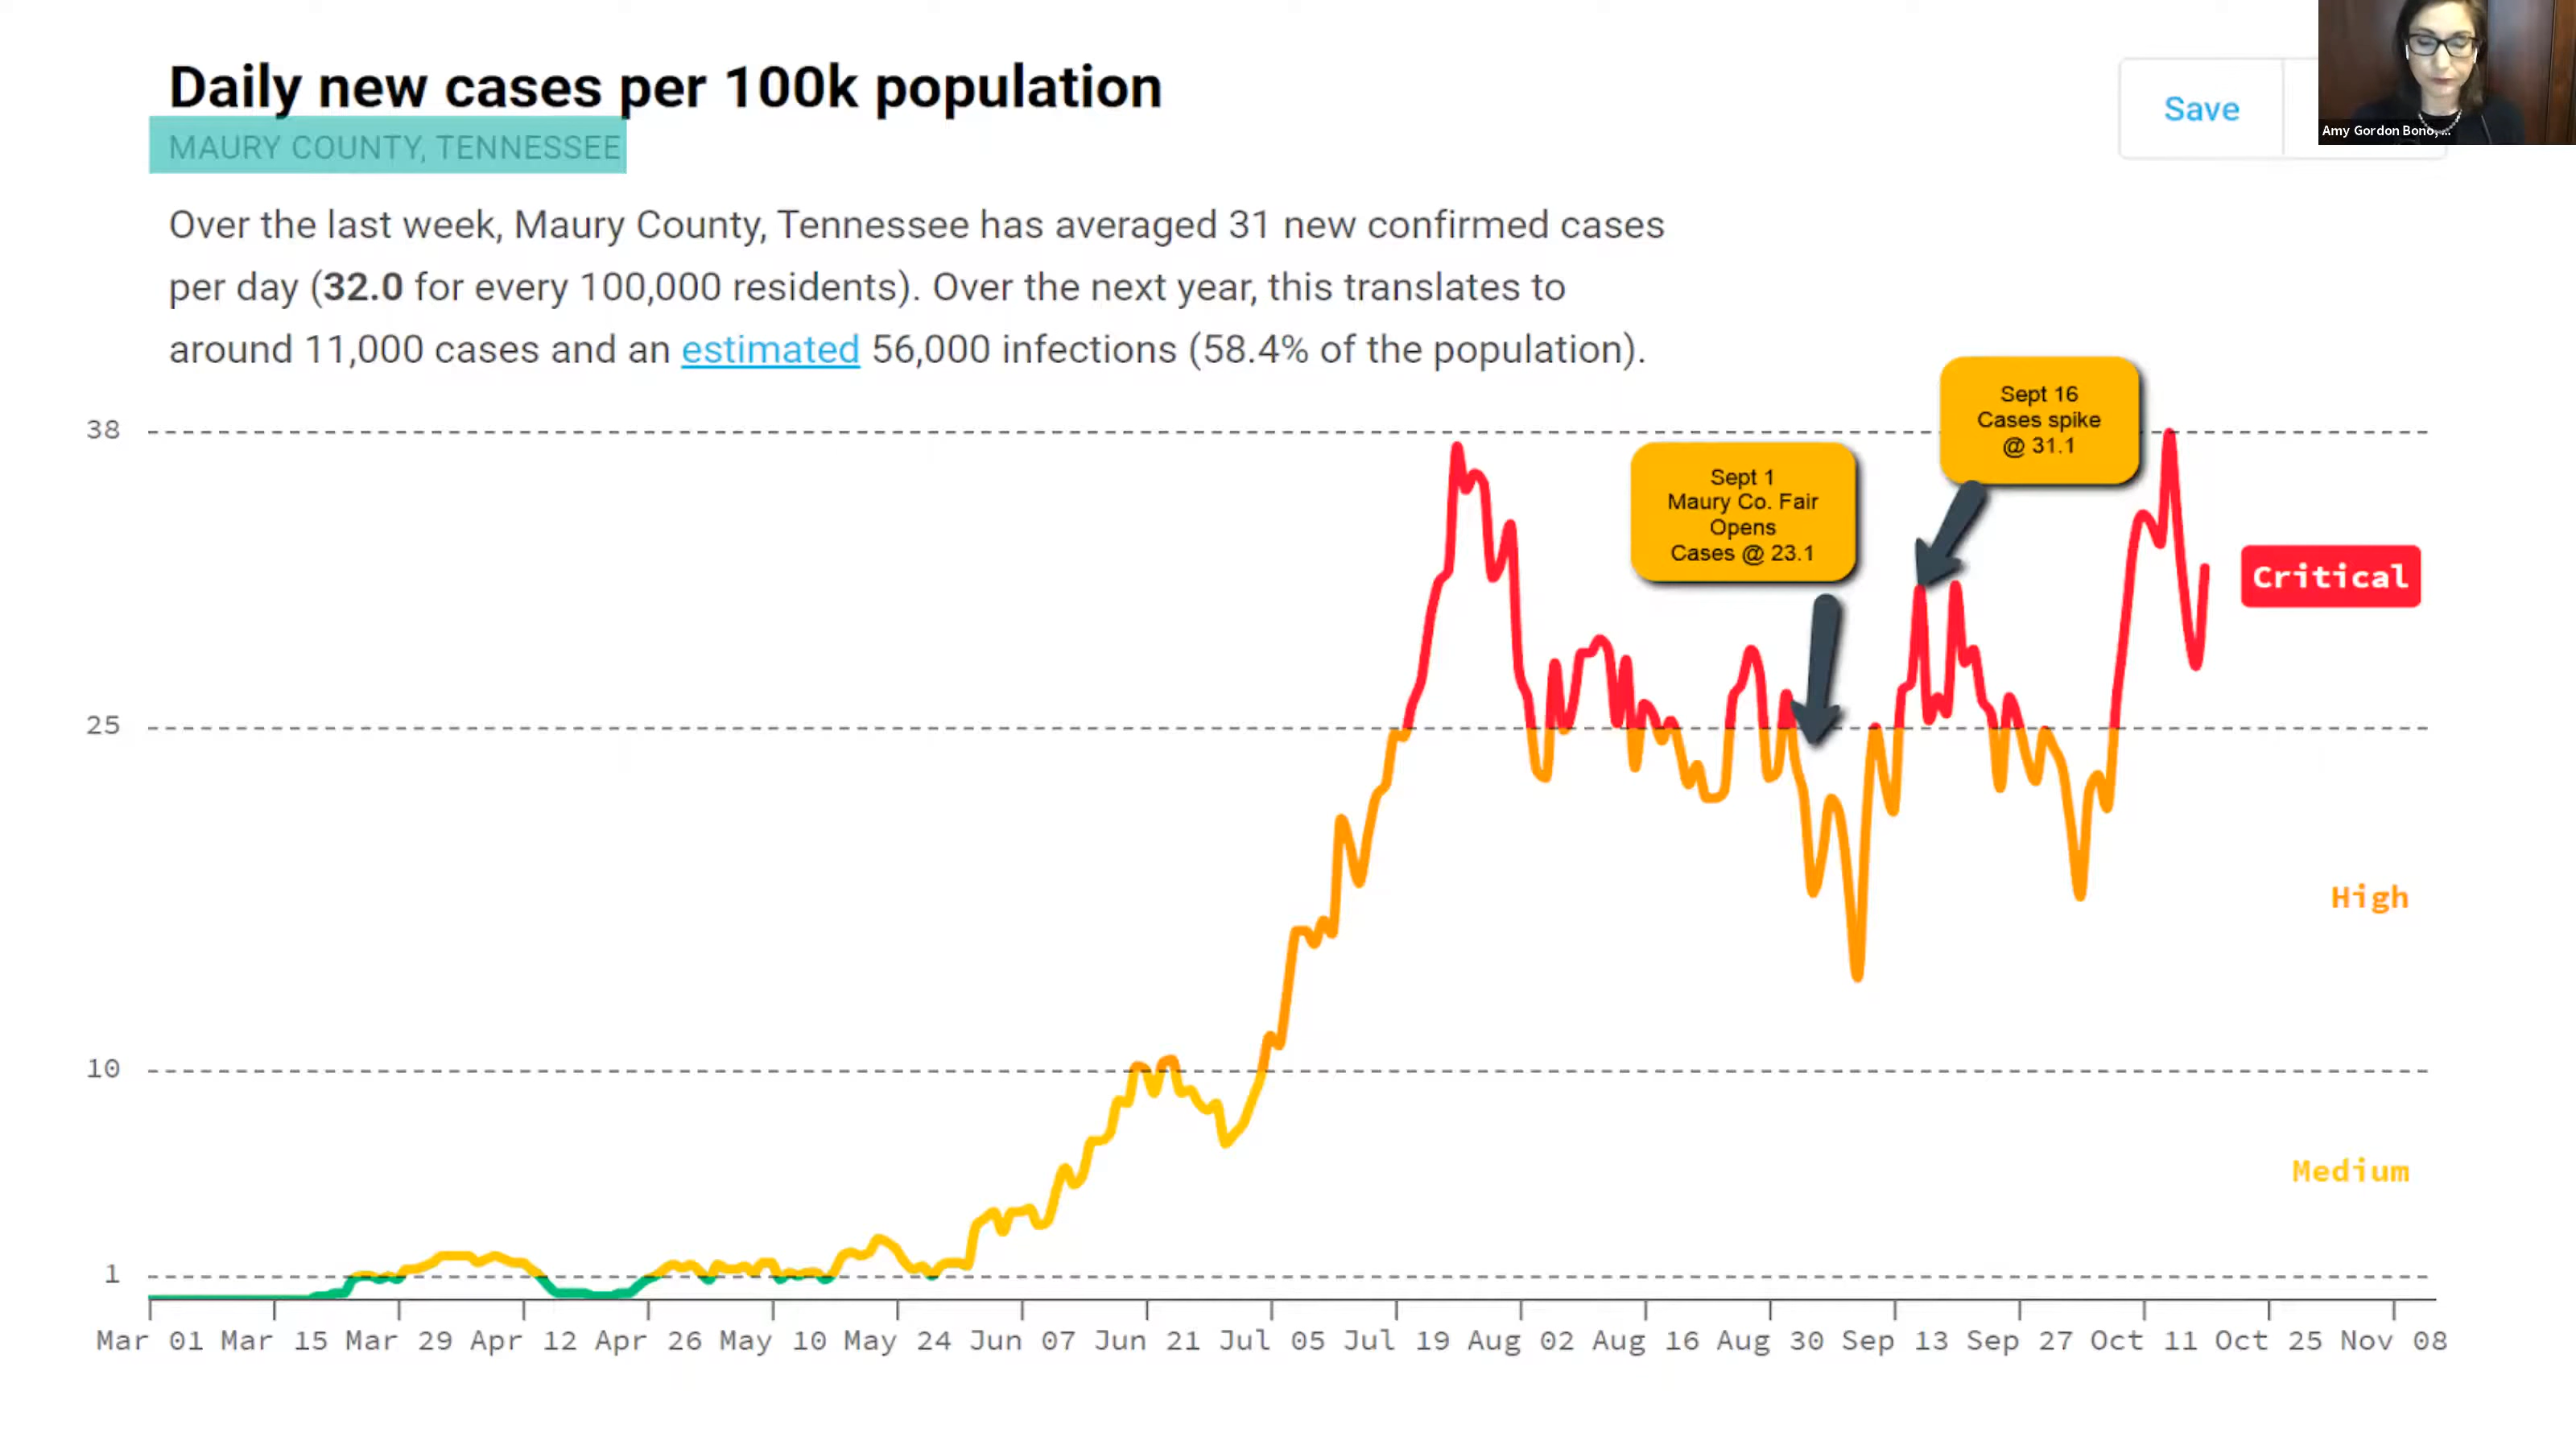 Daily new cases per 100k population
MAURY COUNTY, TENNESSEE
Save
Amy Gordon Bono, ...
Over the last week, Maury County, Tennessee has averaged 31 new confirmed cases
per day (32.0 for every 100,000 residents). Over the next year, this translates to
around 11,000 cases and an estimated 56,000 infections (58.4% of the population).
Sept 16
Cases spike
@ 31.1
Sept 1
Maury Co. Fair
Opens
Cases @ 23.1
38
25
10
1
Critical
High
Medium
Mar 01 Mar 15 Mar 29 Apr 12 Apr 26 May 10 May 24 Jun 07 Jun 21 Jul 05 Jul 19 Aug 02 Aug 16 Aug 30 Sep 13 Sep 27 Oct 11 Oct 25 Nov 08